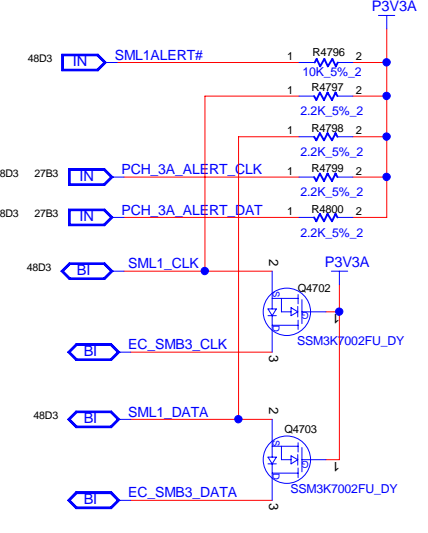 P3V3A
48D3 IN SML1ALERT# 1 R4796 2
10K_5%_2
1 R4797 2
2.2K_5%_2
1 R4798 2
2.2K_5%_2
8D3 27B3 IN PCH_3A_ALERT_CLK 1 R4799 2
2.2K_5%_2
8D3 27B3 IN PCH_3A_ALERT_DAT 1 R4800 2
2.2K_5%_2
48D3 BI SML1_CLK 2 P3V3A
Q4702
S G D 1
SSM3K7002FU_DY
BI EC_SMB3_CLK 3
48D3 BI SML1_DATA 2
Q4703
S G D 1
SSM3K7002FU_DY
BI EC_SMB3_DATA 3